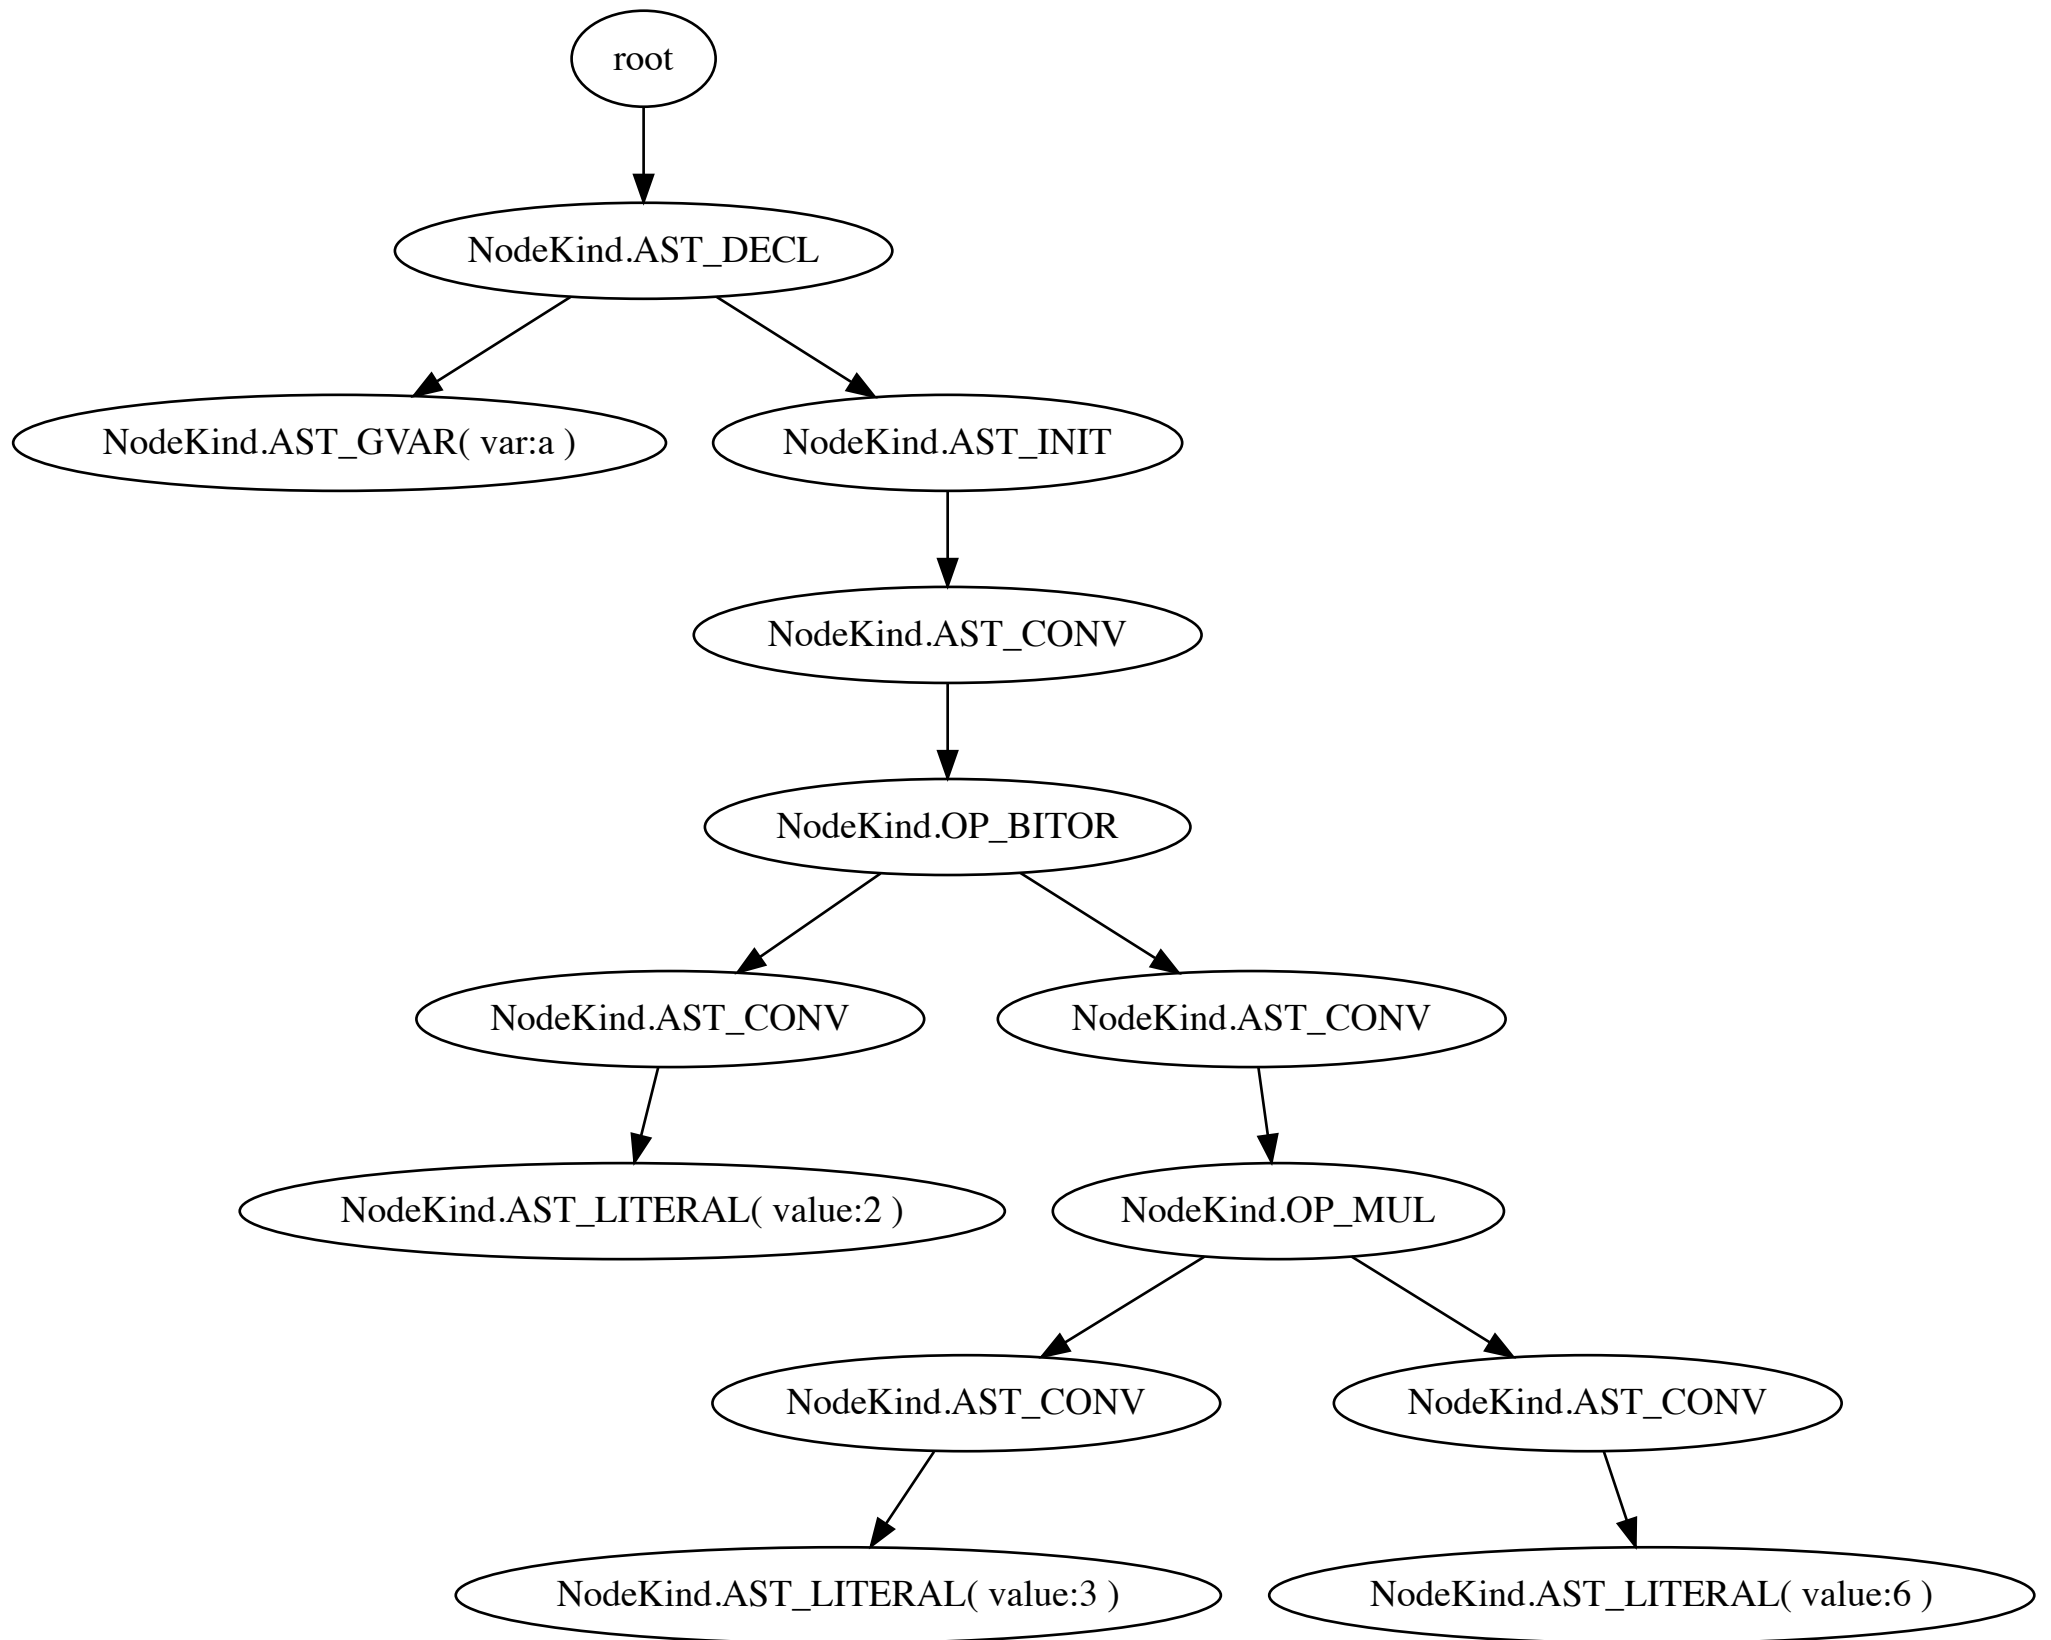 root
NodeKind.AST_DECL
NodeKind.AST_GVAR( var:a )
NodeKind.AST_INIT
NodeKind.AST_CONV
NodeKind.OP_BITOR
NodeKind.AST_CONV
NodeKind.AST_CONV
NodeKind.AST_LITERAL( value:2 )
NodeKind.OP_MUL
NodeKind.AST_CONV
NodeKind.AST_CONV
NodeKind.AST_LITERAL( value:3 )
NodeKind.AST_LITERAL( value:6 )